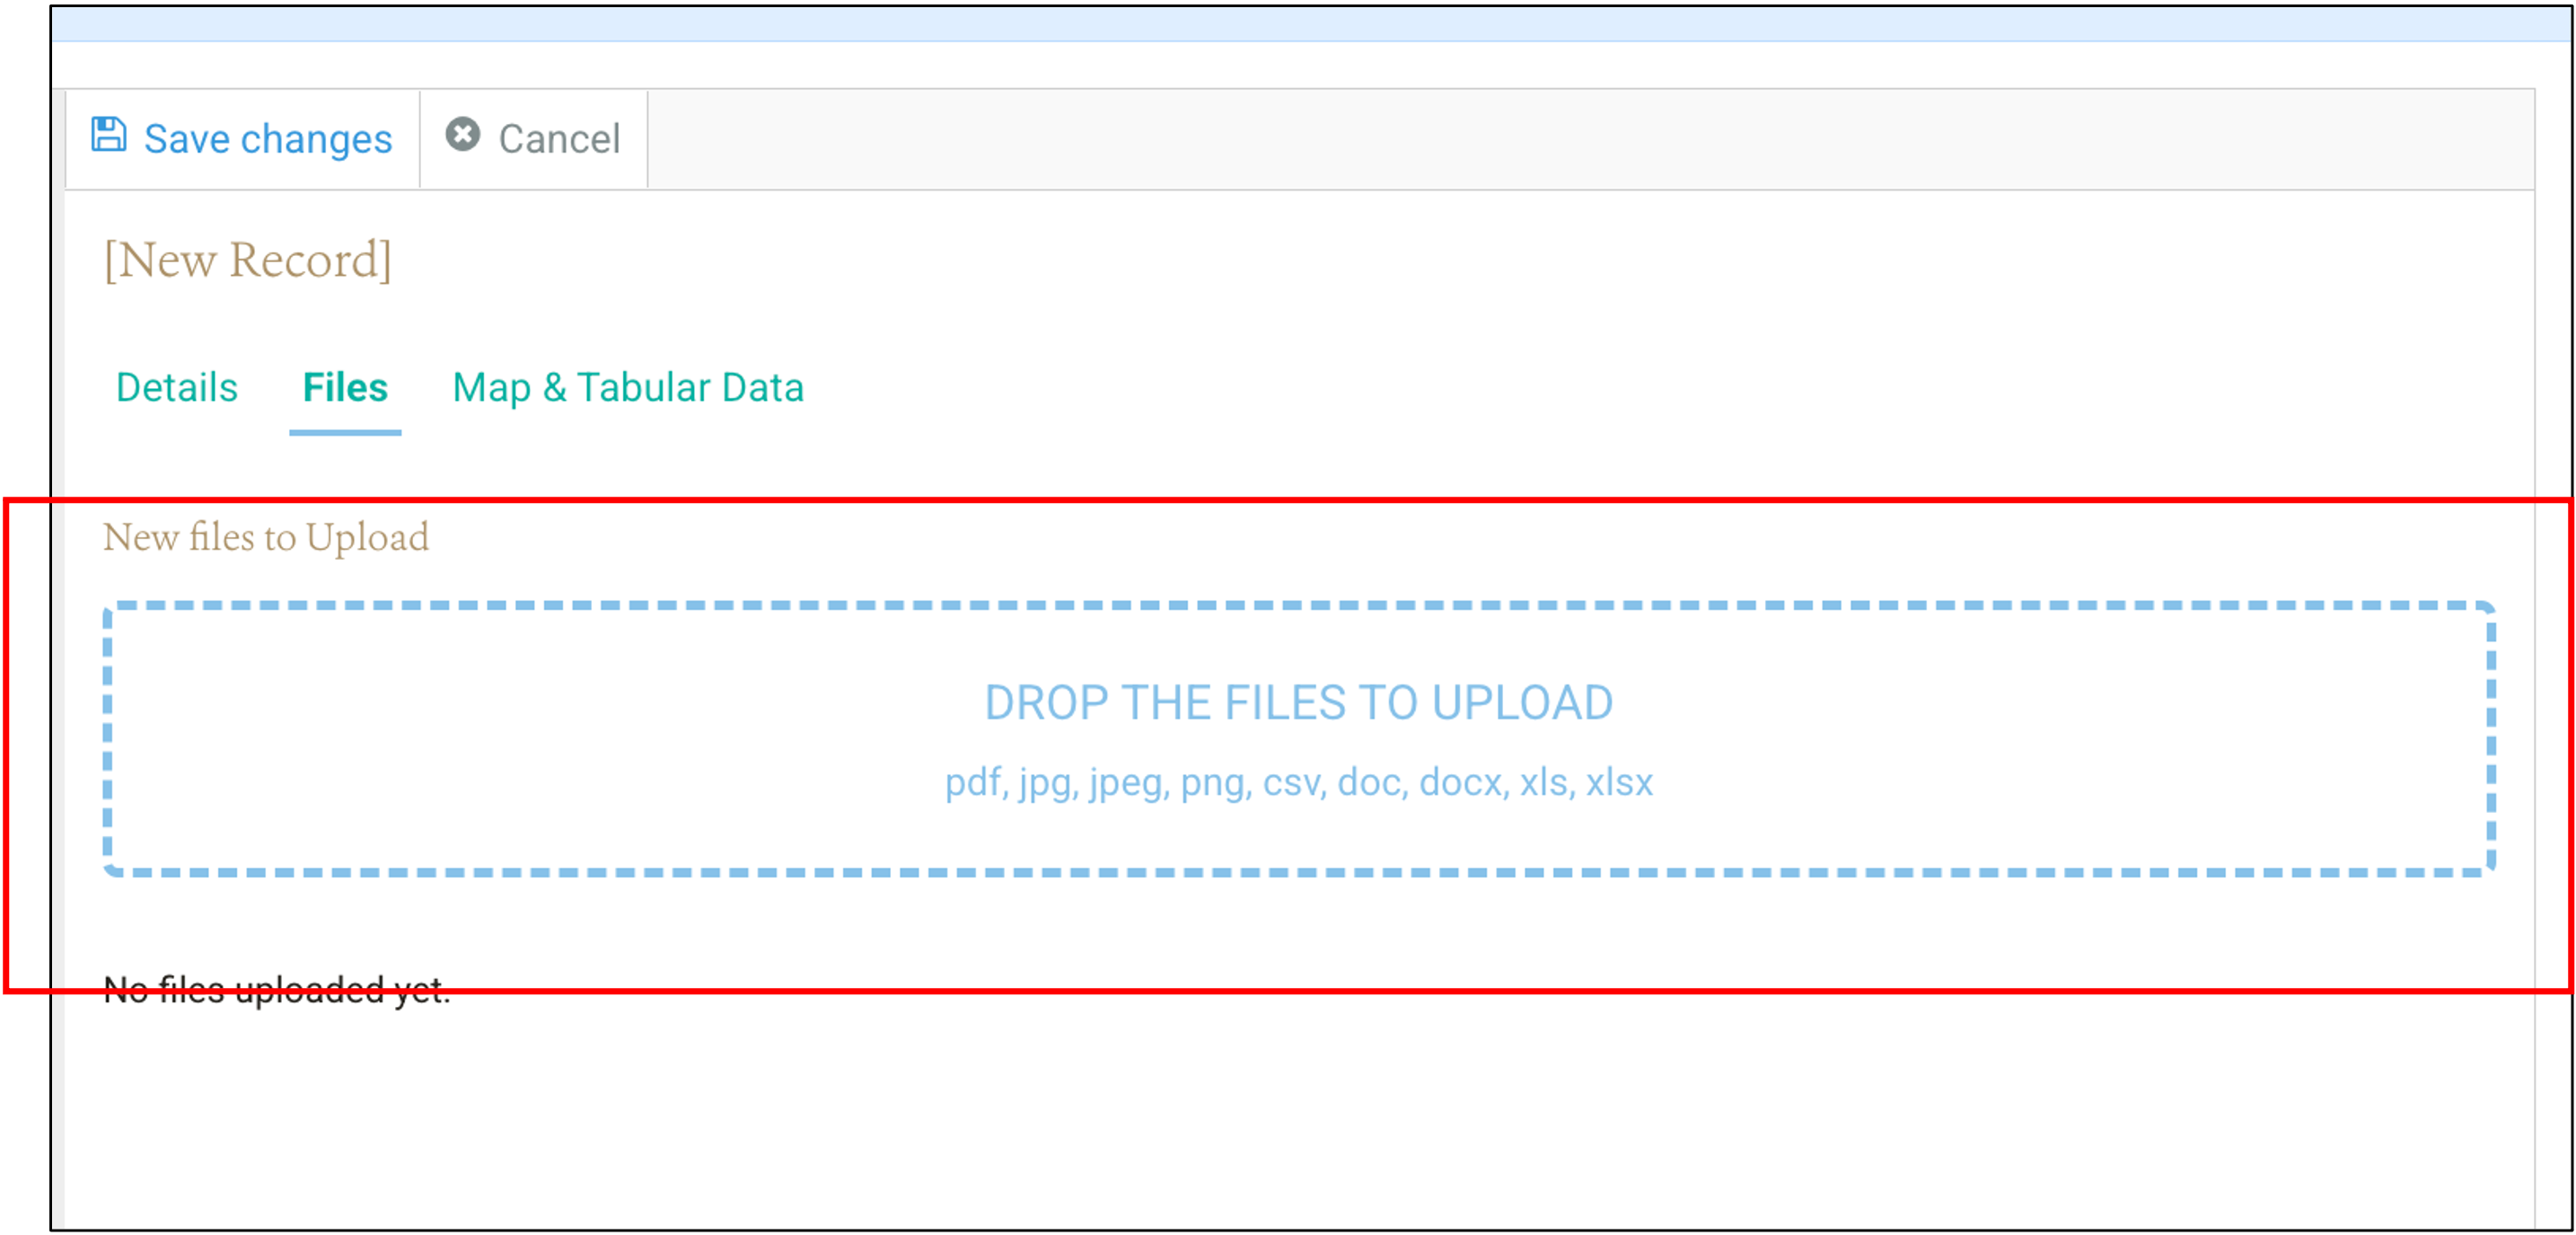 Save changes Cancel
[New Record]
Details Files Map & Tabular Data
New files to Upload
DROP THE FILES TO UPLOAD
pdf, jpg, jpeg, png, csv, doc, docx, xls, xlsx
No files uploaded yet.